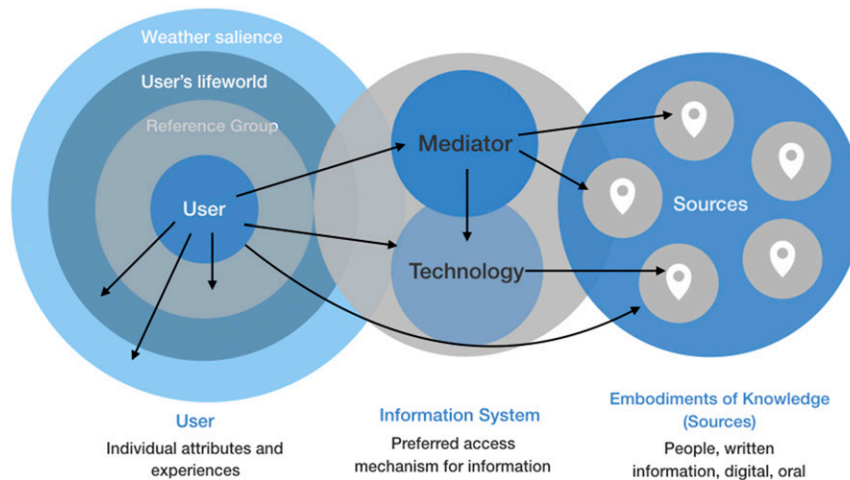 Weather salience
User's lifeworld
Reference Group
User
Mediator
Technology
Sources
User
Individual attributes and
experiences
Information System
Preferred access
mechanism for information
Embodiments of Knowledge
(Sources)
People, written
information, digital, oral